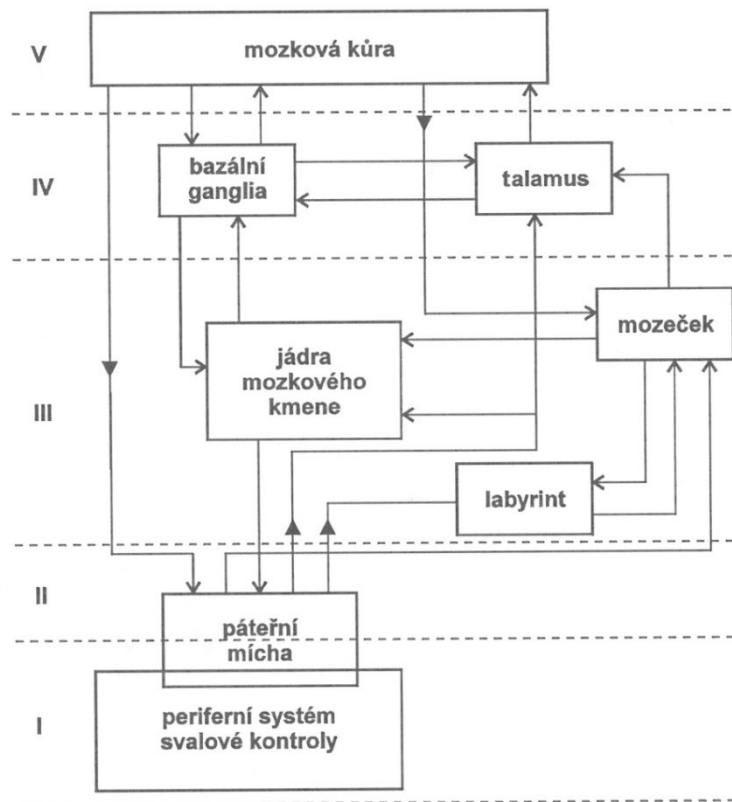 V
mozková kůra
IV
bazální
ganglia
talamus
mozeček
jádra
mozkového
kmene
III
labyrint
II
páteřní
mícha
I
periferní systém
svalové kontroly